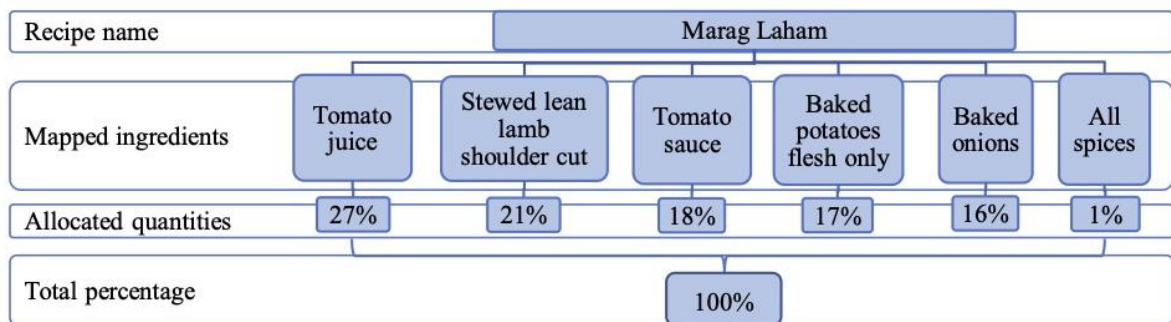 Recipe name
Marag Laham
Mapped ingredients
Tomato
juice
Stewed lean
lamb
shoulder cut
Tomato
sauce
Baked
potatoes
flesh only
Baked
onions
All
spices
Allocated quantities
27%
21%
18%
17%
16%
1%
Total percentage
100%